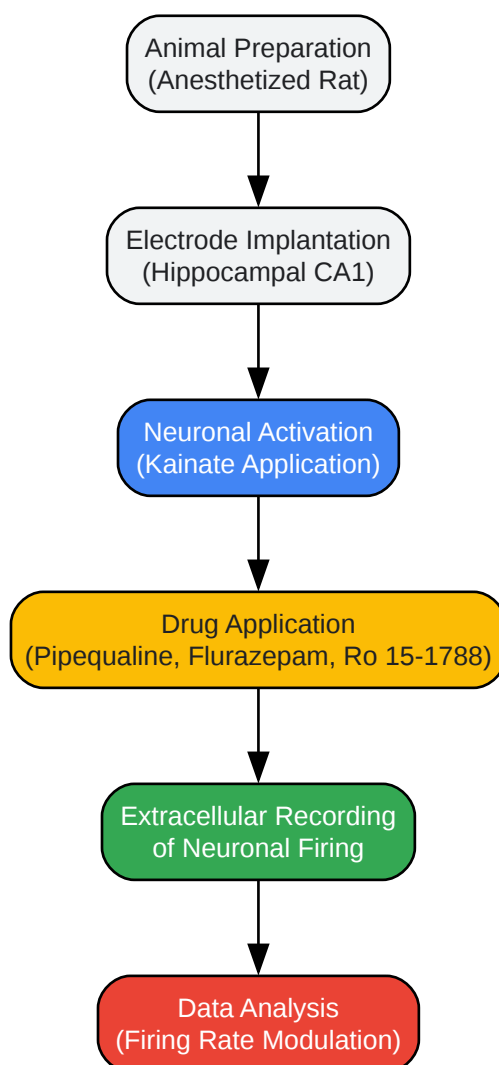 Animal Preparation
(Anesthetized Rat)
Electrode Implantation
(Hippocampal CA1)
Neuronal Activation
(Kainate Application)
Drug Application
(Pipequaline, Flurazepam, Ro 15-1788)
Extracellular Recording
of Neuronal Firing
Data Analysis
(Firing Rate Modulation)